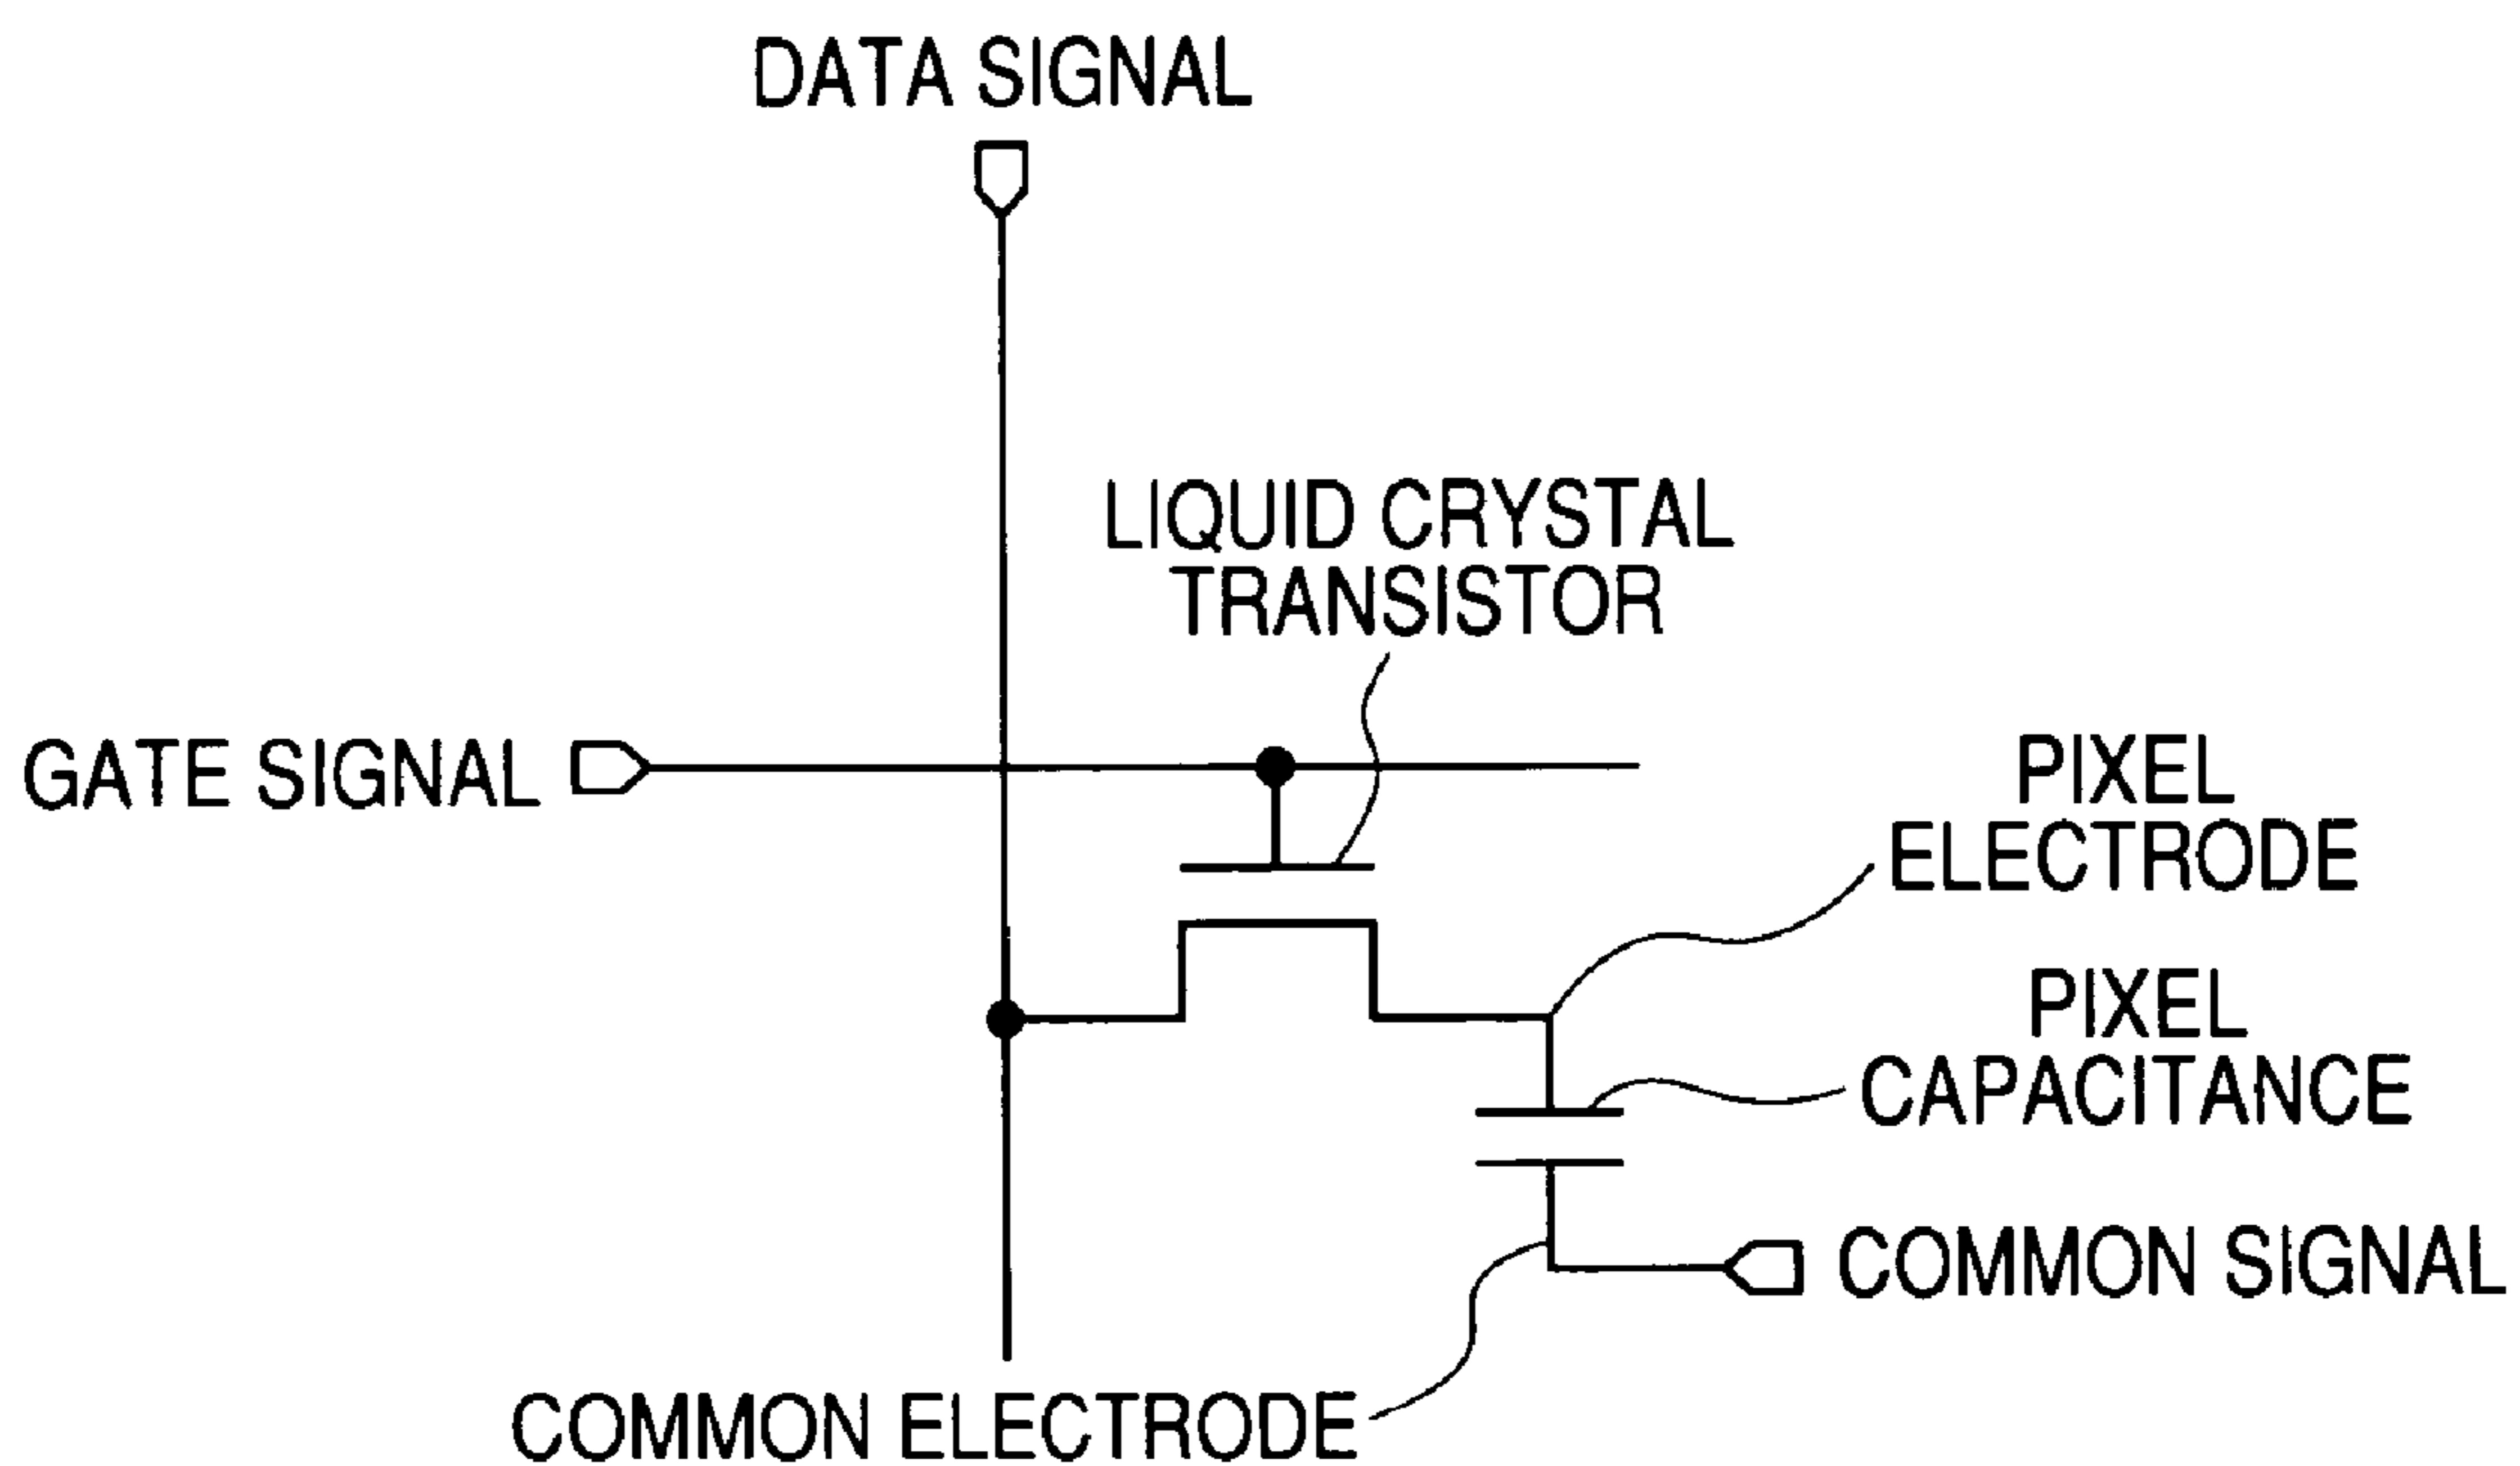 DATA SIGNAL
LIQUID CRYSTAL
TRANSISTOR
GATE SIGNAL
PIXEL
ELECTRODE
PIXEL
CAPACITANCE
COMMON SIGNAL
COMMON ELECTRODE